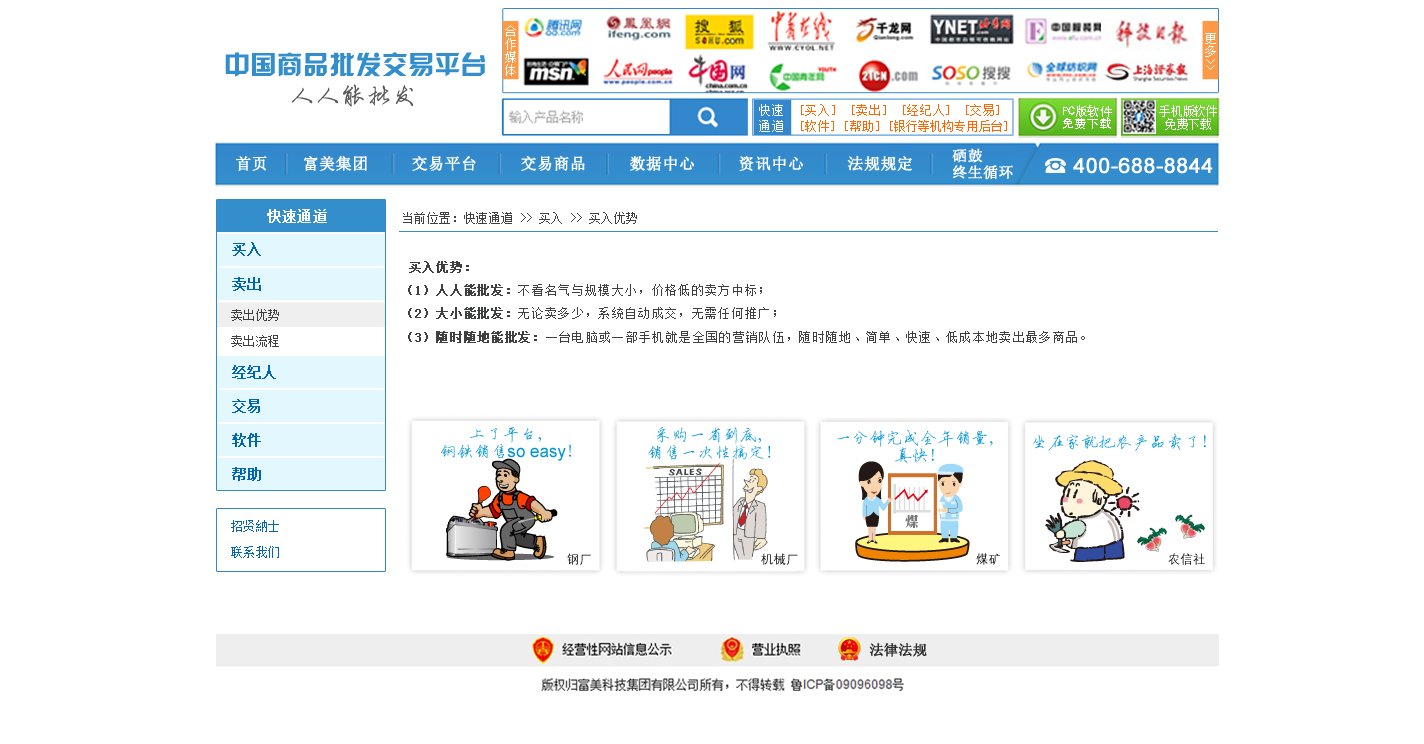 中国商品批发交易平台
人人能批发
合作媒体
腾讯网
QQ.com
鳳凰網
ifeng.com
搜狐
SOHU.com
中青在线
WWW.CYOL.NET
千龙网
Qianlong.com
YNET
科技日报
msn
人民网 people
www.people.com.cn
中国网
china.com.cn
中国青年网
YOUTH
21CN.com
SOSO搜搜
全球纺织网
上海證券報
Shanghai Securities News
更多>>
输入产品名称
快速通道
[买入] [卖出] [经纪人] [交易]
[软件] [帮助] [银行等机构专用后台]
PC版软件
免费下载
手机版软件
免费下载
首页
富美集团
交易平台
交易商品
数据中心
资讯中心
法规规定
硒鼓
终生循环
400-688-8844
快速通道
买入
卖出
卖出优势
卖出流程
经纪人
交易
软件
帮助
招贤纳士
联系我们
当前位置：快速通道 >> 买入 >> 买入优势
买入优势：
（1）人人能批发：不看名气与规模大小，价格低的卖方中标；
（2）大小能批发：无论卖多少，系统自动成交，无需任何推广；
（3）随时随地能批发：一台电脑或一部手机就是全国的营销队伍，随时随地、简单、快速、低成本地卖出最多商品。
上了平台，
钢铁销售so easy！
钢厂
采购一省到底，
销售一次性搞定！
SALES
机械厂
一分钟完成全年销量，
真快！
煤
煤矿
坐在家就把农产品卖了！
农信社
经营性网站信息公示
营业执照
法律法规
版权归富美科技集团有限公司所有，不得转载 鲁ICP备09096098号